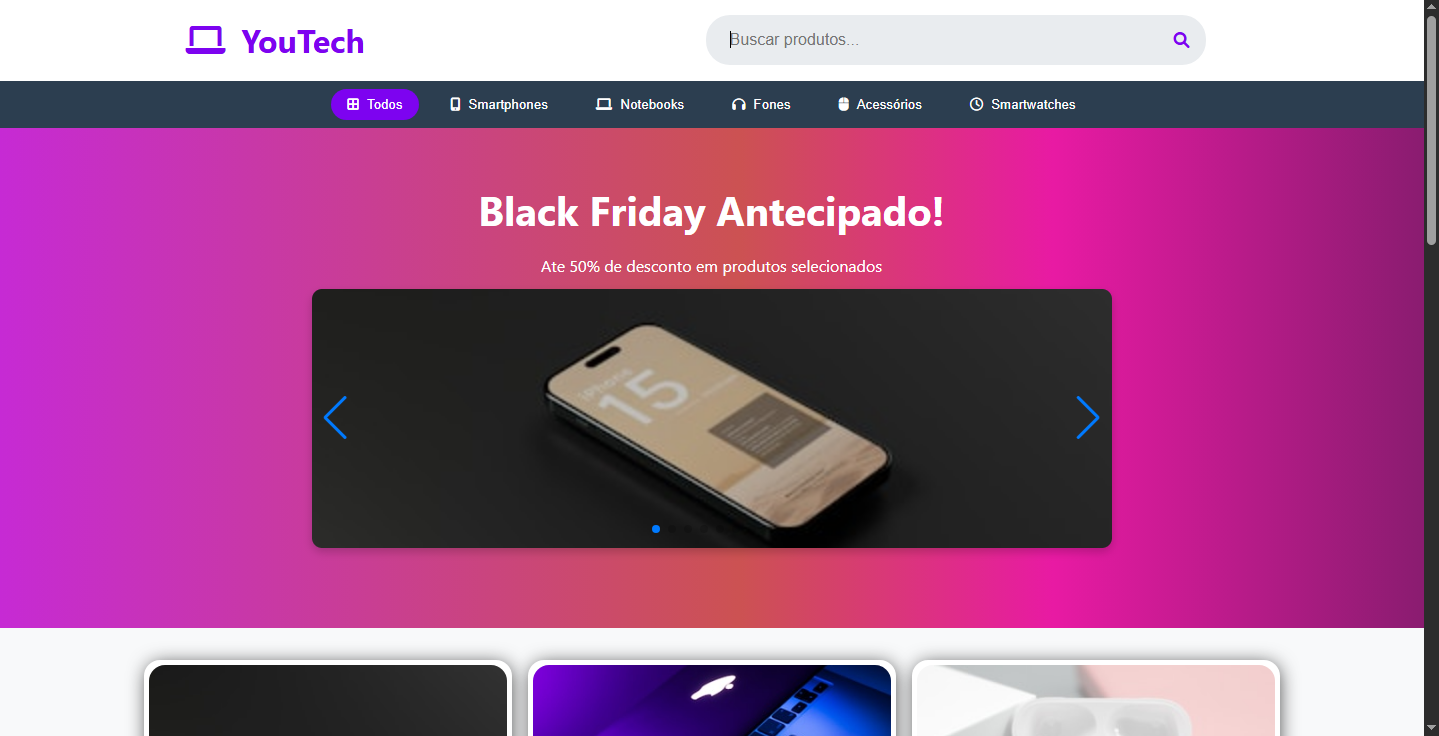 YouTech
Buscar produtos...
Todos
Smartphones
Notebooks
Fones
Acessórios
Smartwatches
Black Friday Antecipado!
Ate 50% de desconto em produtos selecionados
iPhone
15